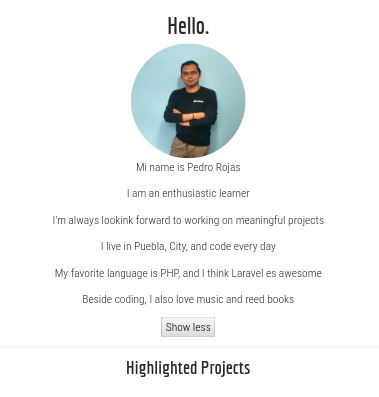 Hello.
Mi name is Pedro Rojas
I am an enthusiastic learner
I'm always lookink forward to working on meaningful projects
I live in Puebla, City, and code every day
My favorite language is PHP, and I think Laravel es awesome
Beside coding, I also love music and reed books
Show less
Highlighted Projects